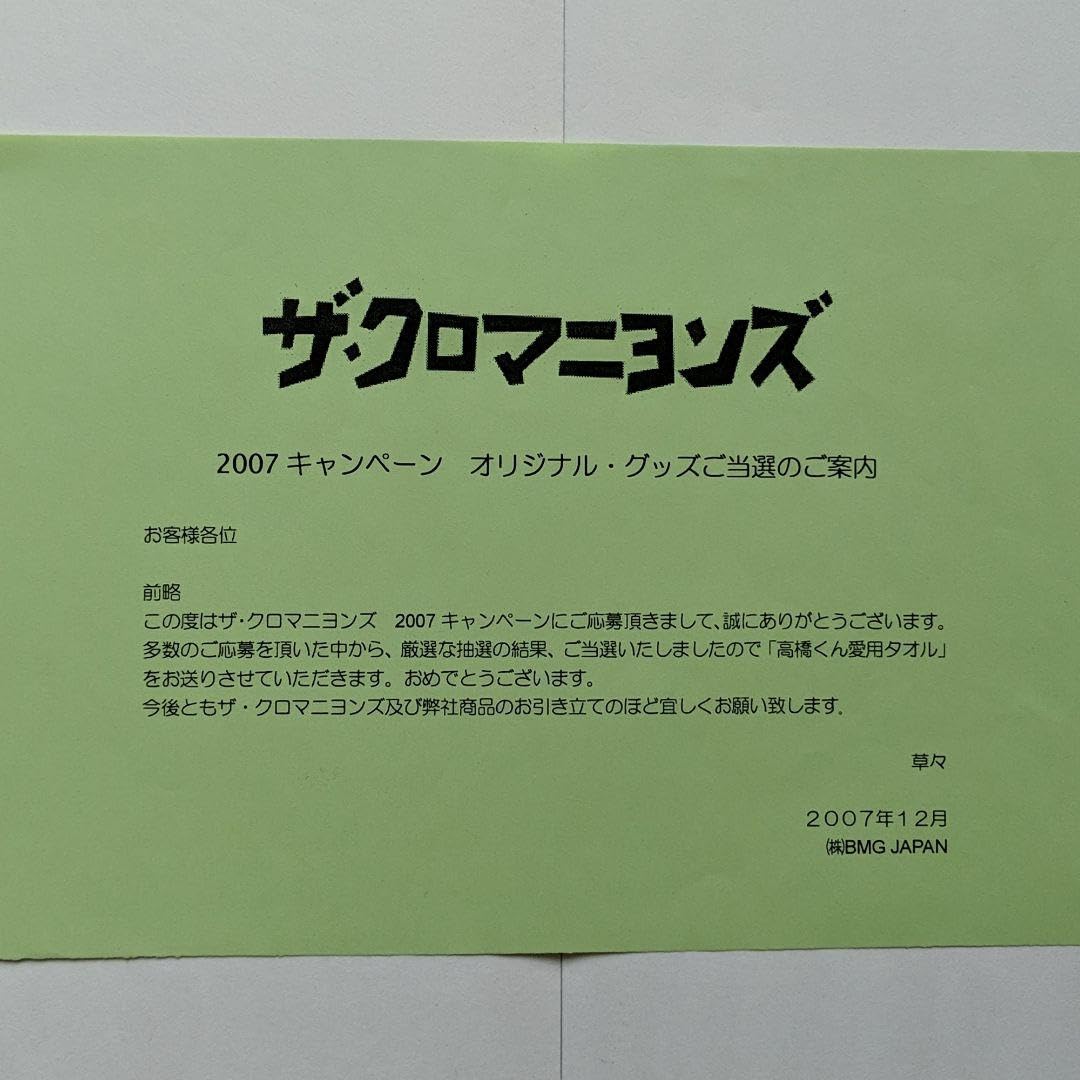 ザ・クロマニヨンズ
2007 キャンペーン　オリジナル・グッズご当選のご案内
お客様各位
前略
この度はザ・クロマニヨンズ　2007 キャンペーンにご応募頂きまして、誠にありがとうございます。
多数のご応募を頂いた中から、厳選な抽選の結果、ご当選いたしましたので「高橋くん愛用タオル」
をお送りさせていただきます。おめでとうございます。
今後ともザ・クロマニヨンズ及び弊社商品のお引き立てのほど宜しくお願い致します。
草々
２００７年１２月
㈱BMG JAPAN